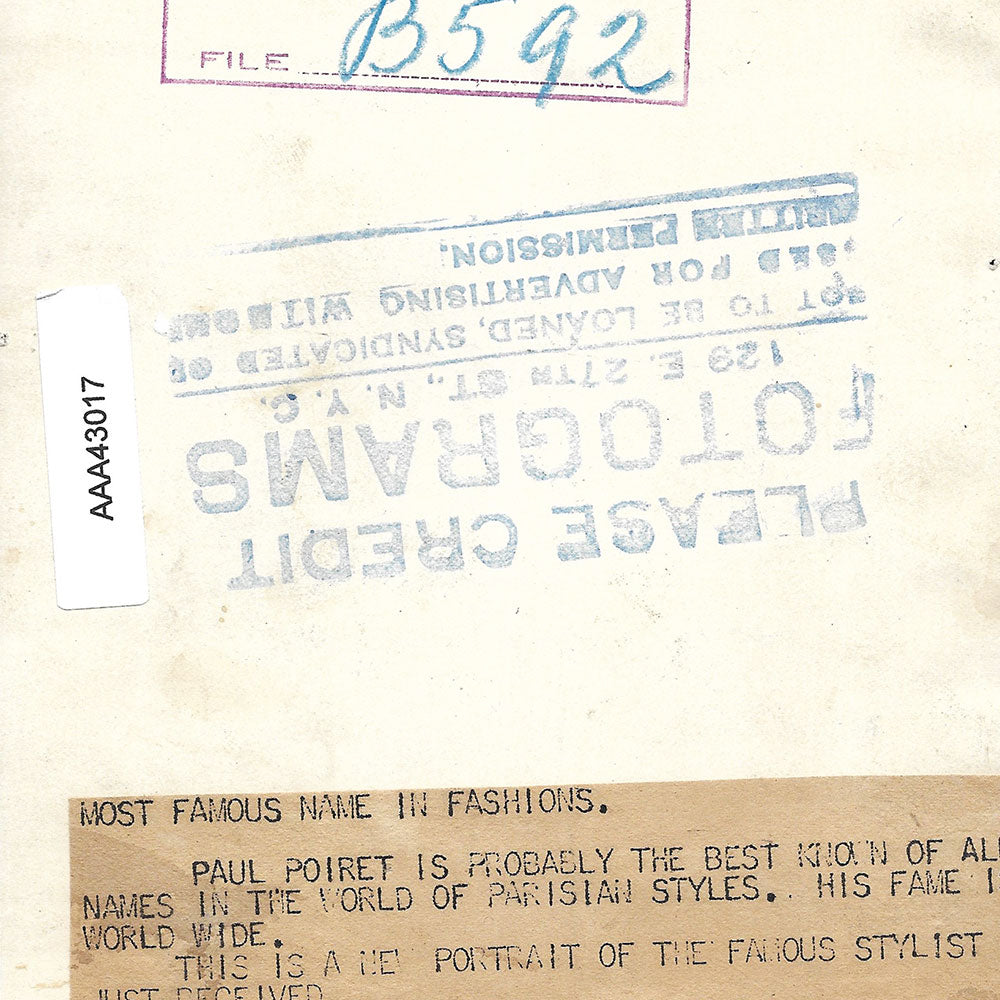 FILE B592
PLEASE CREDIT
FOTOGRAMS
129 E. 27TH ST., N.Y.C.
NOT TO BE LOANED, SYNDICATED OR
USED FOR ADVERTISING WITHOUT
WRITTEN PERMISSION.
AAA43017
MOST FAMOUS NAME IN FASHIONS.
PAUL POIRET IS PROBABLY THE BEST KNOWN OF ALL
NAMES IN THE WORLD OF PARISIAN STYLES.. HIS FAME I
WORLD WIDE.
THIS IS A NEW PORTRAIT OF THE FAMOUS STYLIST
JUST RECEIVED